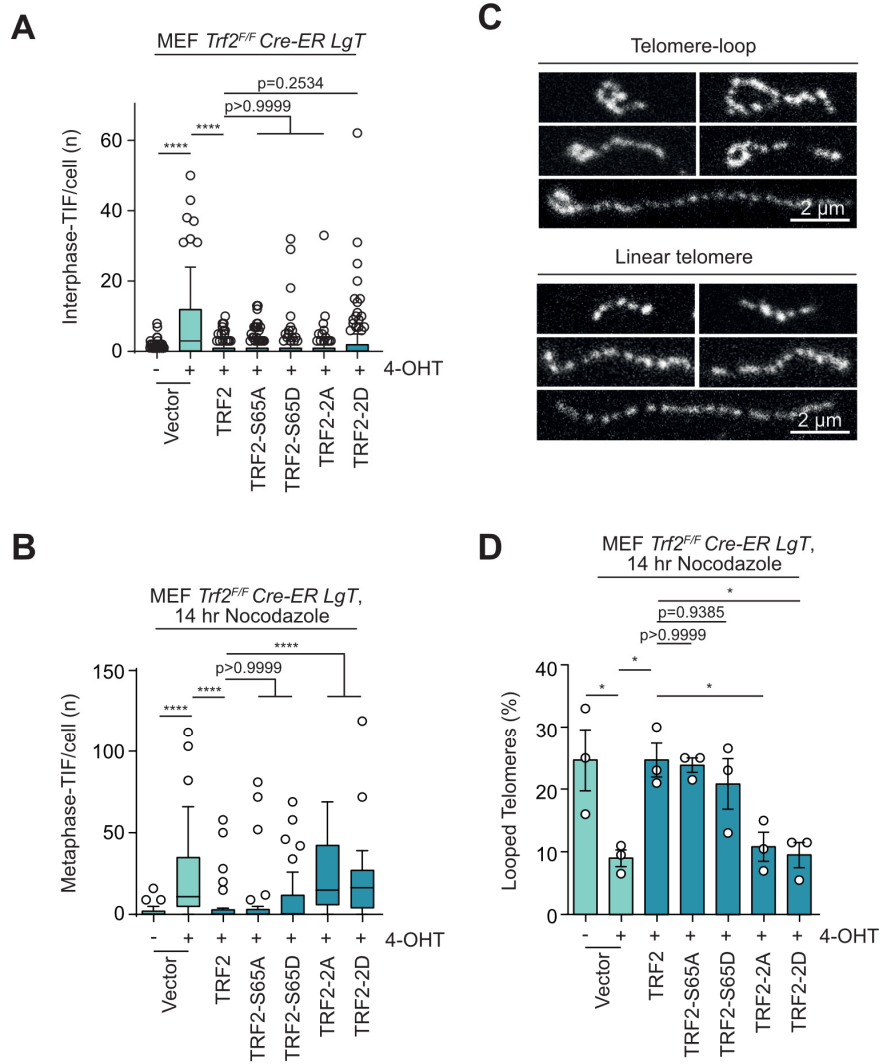 A
MEF Trf2F/F Cre-ER LgT
p=0.2534
p>0.9999
****
****
Interphase-TIF/cell (n)
60
40
20
0
- + + + + + + 4-OHT
Vector
TRF2
TRF2-S65A
TRF2-S65D
TRF2-2A
TRF2-2D
C
Telomere-loop
2 µm
Linear telomere
2 µm
B
MEF Trf2F/F Cre-ER LgT,
14 hr Nocodazole
****
p>0.9999
****
****
Metaphase-TIF/cell (n)
150
100
50
0
- + + + + + + 4-OHT
Vector
TRF2
TRF2-S65A
TRF2-S65D
TRF2-2A
TRF2-2D
D
MEF Trf2F/F Cre-ER LgT,
14 hr Nocodazole
*
p=0.9385
p>0.9999
*
*
*
Looped Telomeres (%)
40
30
20
10
0
- + + + + + + 4-OHT
Vector
TRF2
TRF2-S65A
TRF2-S65D
TRF2-2A
TRF2-2D